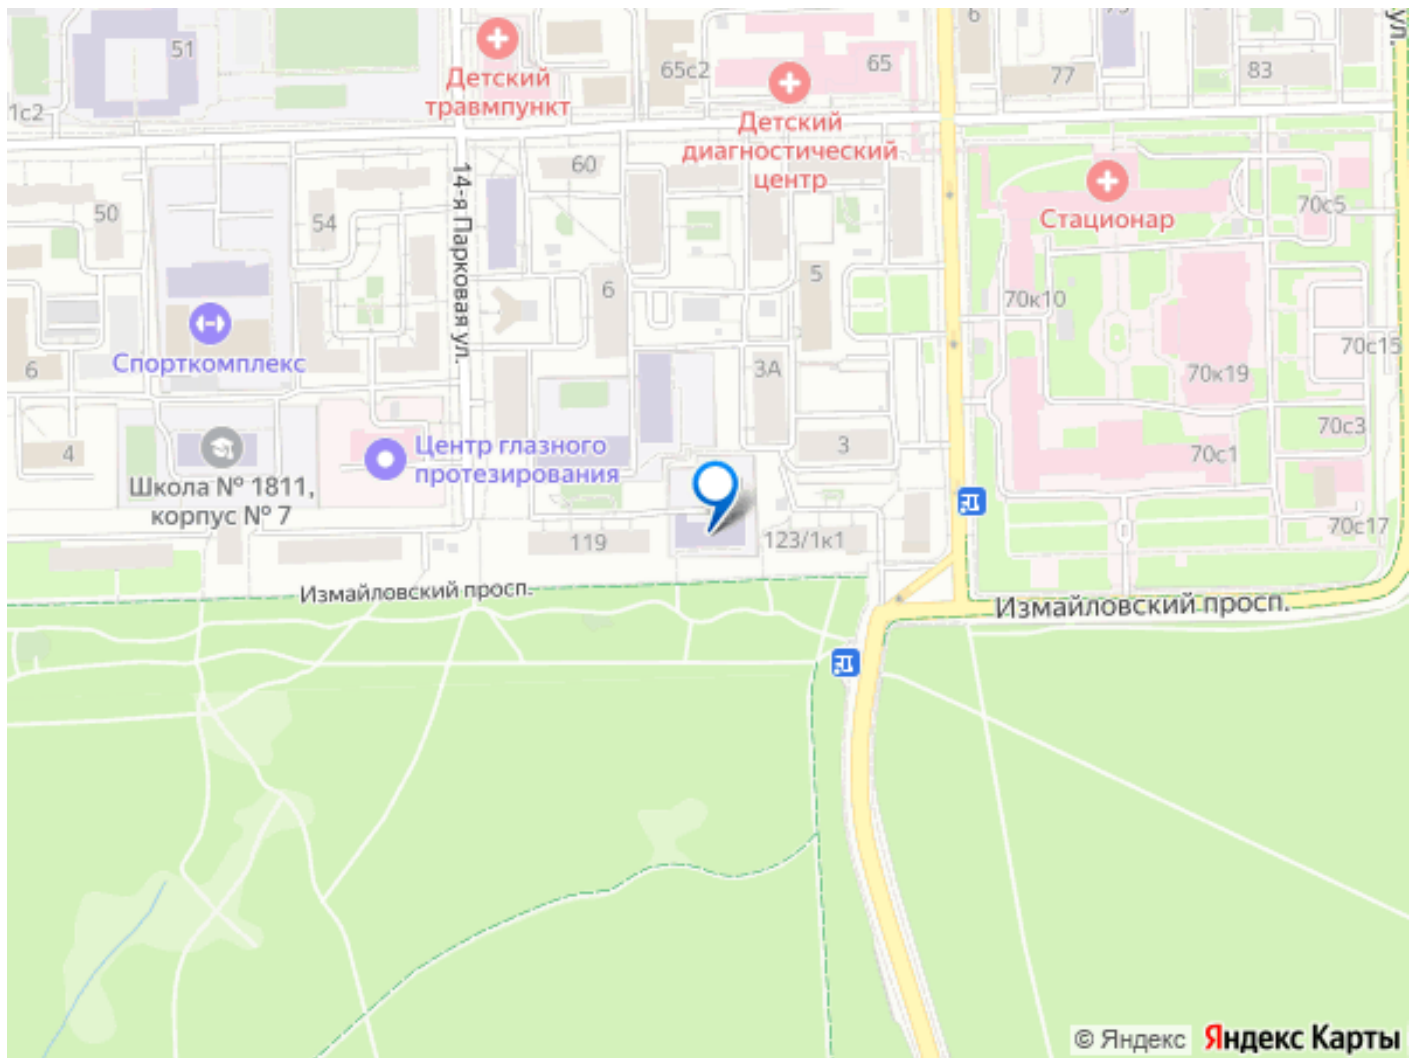 51
Детский
травмпункт
65с2
65
6
77
83
ул.
1с2
Детский
диагностический
центр
60
50
54
14-я Парковая ул.
Стационар
70с5
6
5
70к10
70с15
Спорткомплекс
6
3А
70к19
4
Центр глазного
протезирования
3
70с3
70с1
Школа № 1811,
корпус № 7
119
123/1к1
70с17
Измайловский просп.
Измайловский просп.
© Яндекс Яндекс Карты